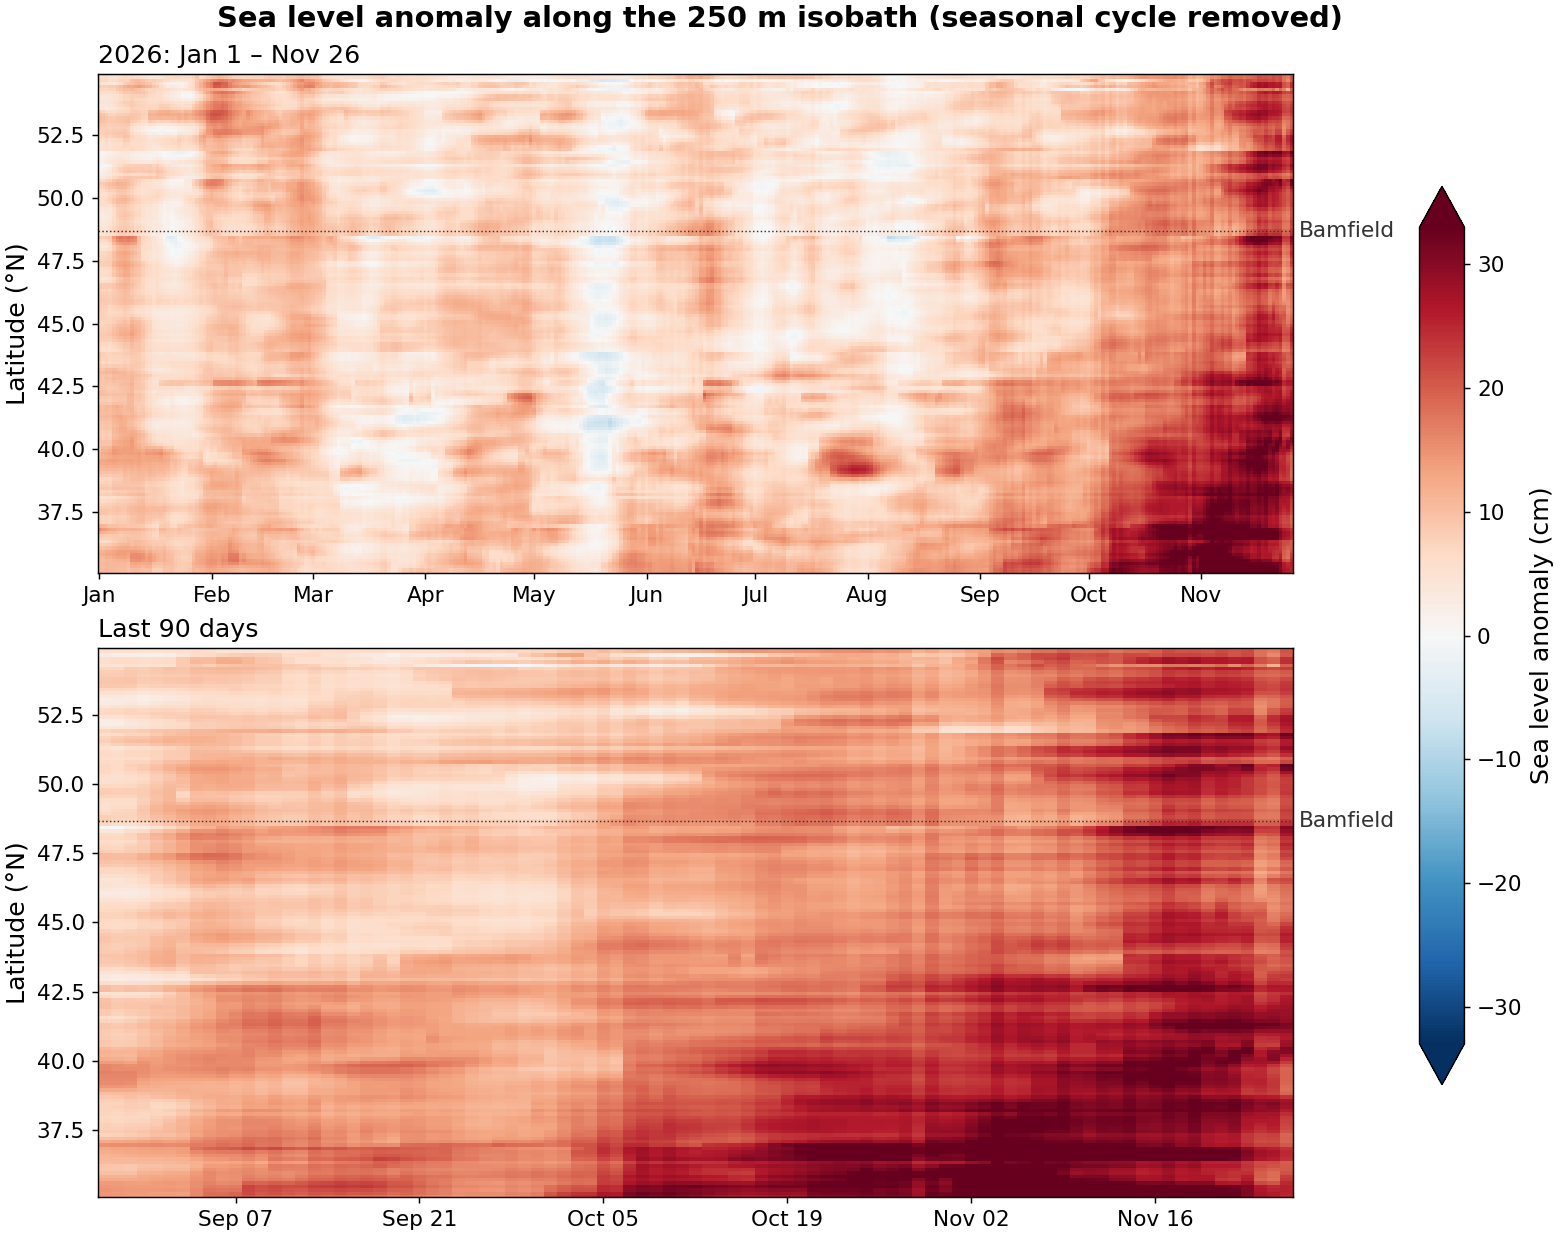 Sea level anomaly along the 250 m isobath (seasonal cycle removed)
2026: Jan 1 – Nov 26
52.5
50.0
47.5
45.0
42.5
40.0
37.5
Latitude (°N)
Bamfield
Jan Feb Mar Apr May Jun Jul Aug Sep Oct Nov
Last 90 days
52.5
50.0
47.5
45.0
42.5
40.0
37.5
Latitude (°N)
Bamfield
Sep 07 Sep 21 Oct 05 Oct 19 Nov 02 Nov 16
30
20
10
0
−10
−20
−30
Sea level anomaly (cm)